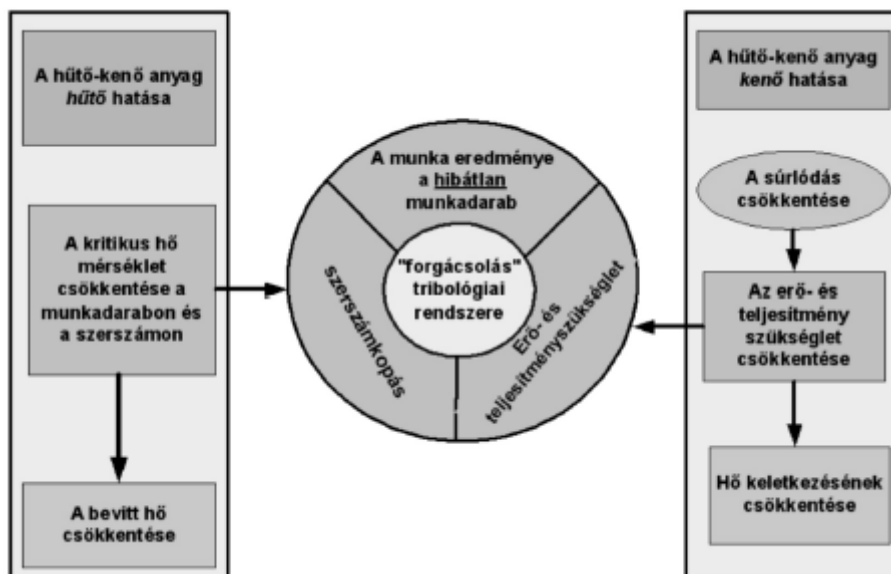 A hűtő-kenő anyag
hűtő hatása
A kritikus hő
mérséklet
csökkentése a
munkadarabon és
a szerszámon
A bevitt hő
csökkentése
A munka eredménye
a hibátlan
munkadarab
"forgácsolás"
tribológiai
rendszere
szerszámkopás
Erő- és
teljesítményszükséglet
A hűtő-kenő anyag
kenő hatása
A súrlódás
csökkentése
Az erő- és
teljesítmény
szükséglet
csökkentése
Hő keletkezésének
csökkentése